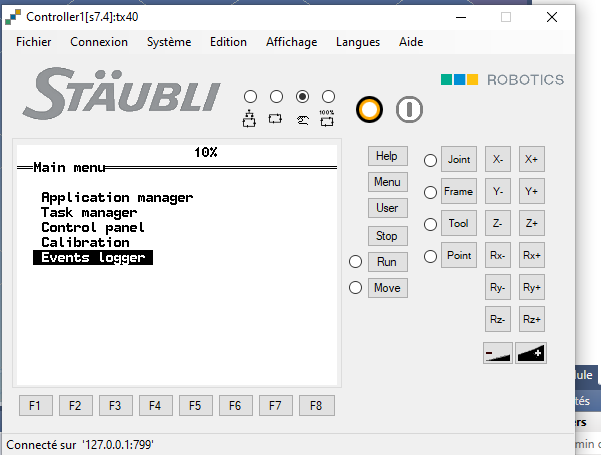 Controller1[s7.4]:tx40
Fichier Connexion Système Edition Affichage Langues Aide
STÄUBLI
ROBOTICS
100%
10%
Main menu
Application manager
Task manager
Control panel
Calibration
Events logger
Help
Menu
User
Stop
Run
Move
Joint X- X+
Frame Y- Y+
Tool Z- Z+
Point Rx- Rx+
Ry- Ry+
Rz- Rz+
- +
F1 F2 F3 F4 F5 F6 F7 F8
Connecté sur '127.0.0.1:799'